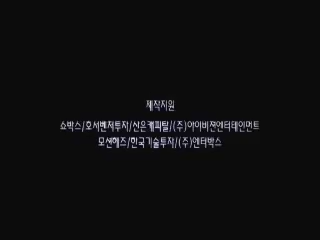 제작지원
쇼박스/호서벤처투자/산은캐피탈/(주)아이비젼엔터테인먼트
모션헤즈/한국기술투자/(주)엔터박스